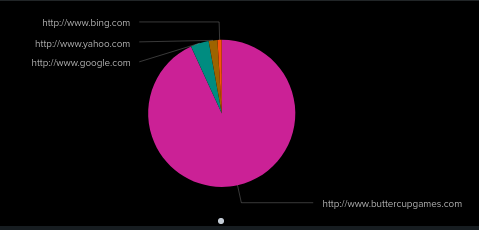 http://www.bing.com
http://www.yahoo.com
http://www.google.com
http://www.buttercupgames.com